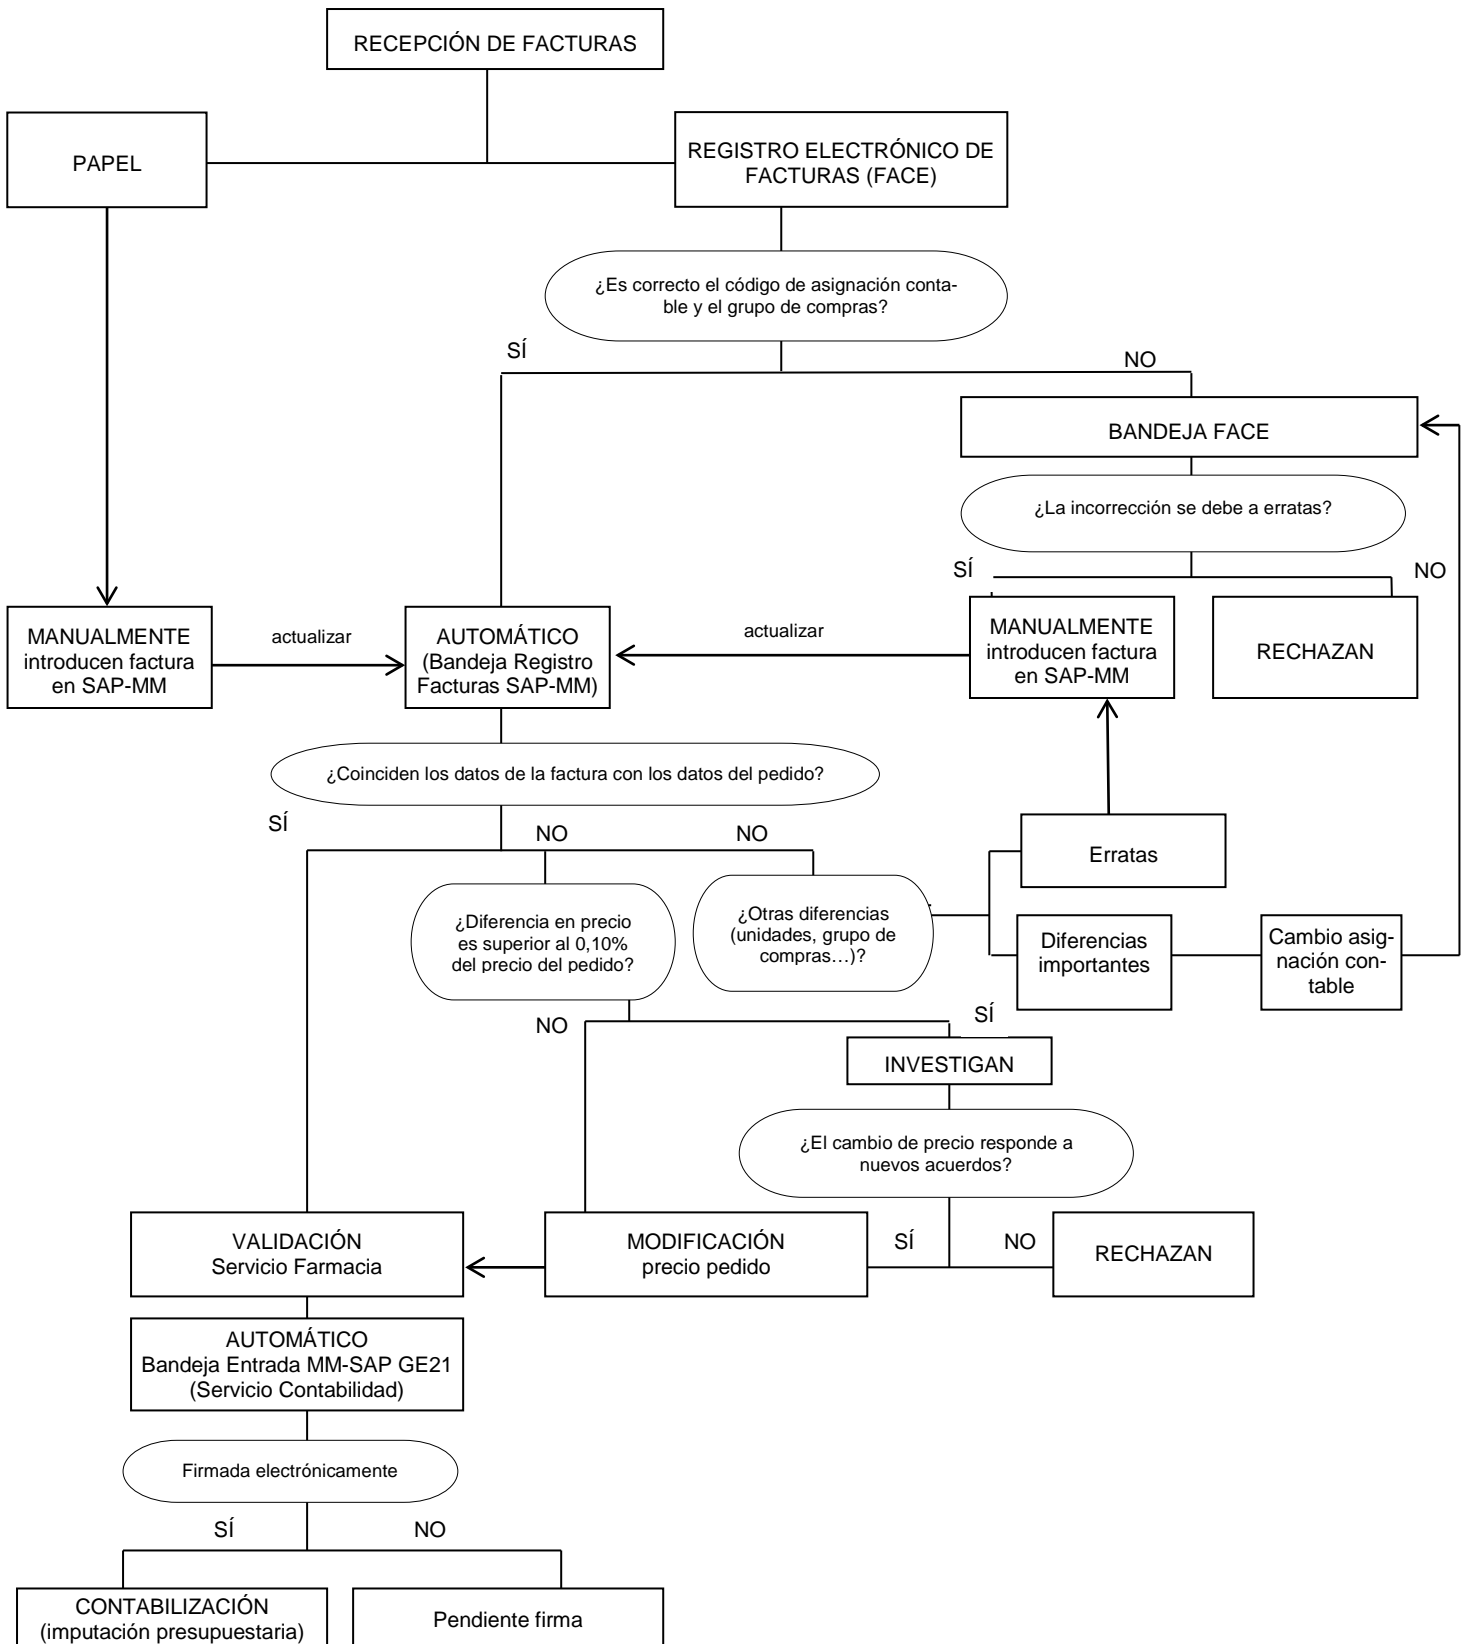 RECEPCIÓN DE FACTURAS
PAPEL
REGISTRO ELECTRÓNICO DE
FACTURAS (FACE)
¿Es correcto el código de asignación conta-
ble y el grupo de compras?
SÍ
NO
BANDEJA FACE
¿La incorrección se debe a erratas?
SÍ
NO
MANUALMENTE
introducen factura
en SAP-MM
actualizar
AUTOMÁTICO
(Bandeja Registro
Facturas SAP-MM)
actualizar
MANUALMENTE
introducen factura
en SAP-MM
RECHAZAN
¿Coinciden los datos de la factura con los datos del pedido?
SÍ
NO
NO
Erratas
¿Diferencia en precio
es superior al 0,10%
del precio del pedido?
¿Otras diferencias
(unidades, grupo de
compras…)?
Diferencias
importantes
Cambio asig-
nación con-
table
NO
SÍ
INVESTIGAN
¿El cambio de precio responde a
nuevos acuerdos?
VALIDACIÓN
Servicio Farmacia
MODIFICACIÓN
precio pedido
SÍ
NO
RECHAZAN
AUTOMÁTICO
Bandeja Entrada MM-SAP GE21
(Servicio Contabilidad)
Firmada electrónicamente
SÍ
NO
CONTABILIZACIÓN
(imputación presupuestaria)
Pendiente firma